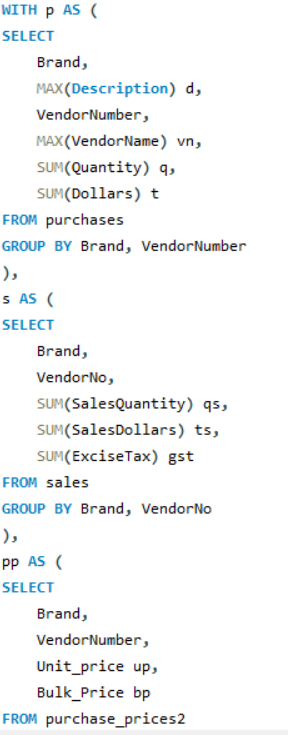 WITH p AS (
SELECT
    Brand,
    MAX(Description) d,
    VendorNumber,
    MAX(VendorName) vn,
    SUM(Quantity) q,
    SUM(Dollars) t
FROM purchases
GROUP BY Brand, VendorNumber
),
s AS (
SELECT
    Brand,
    VendorNo,
    SUM(SalesQuantity) qs,
    SUM(SalesDollars) ts,
    SUM(ExciseTax) gst
FROM sales
GROUP BY Brand, VendorNo
),
pp AS (
SELECT
    Brand,
    VendorNumber,
    Unit_price up,
    Bulk_Price bp
FROM purchase_prices2